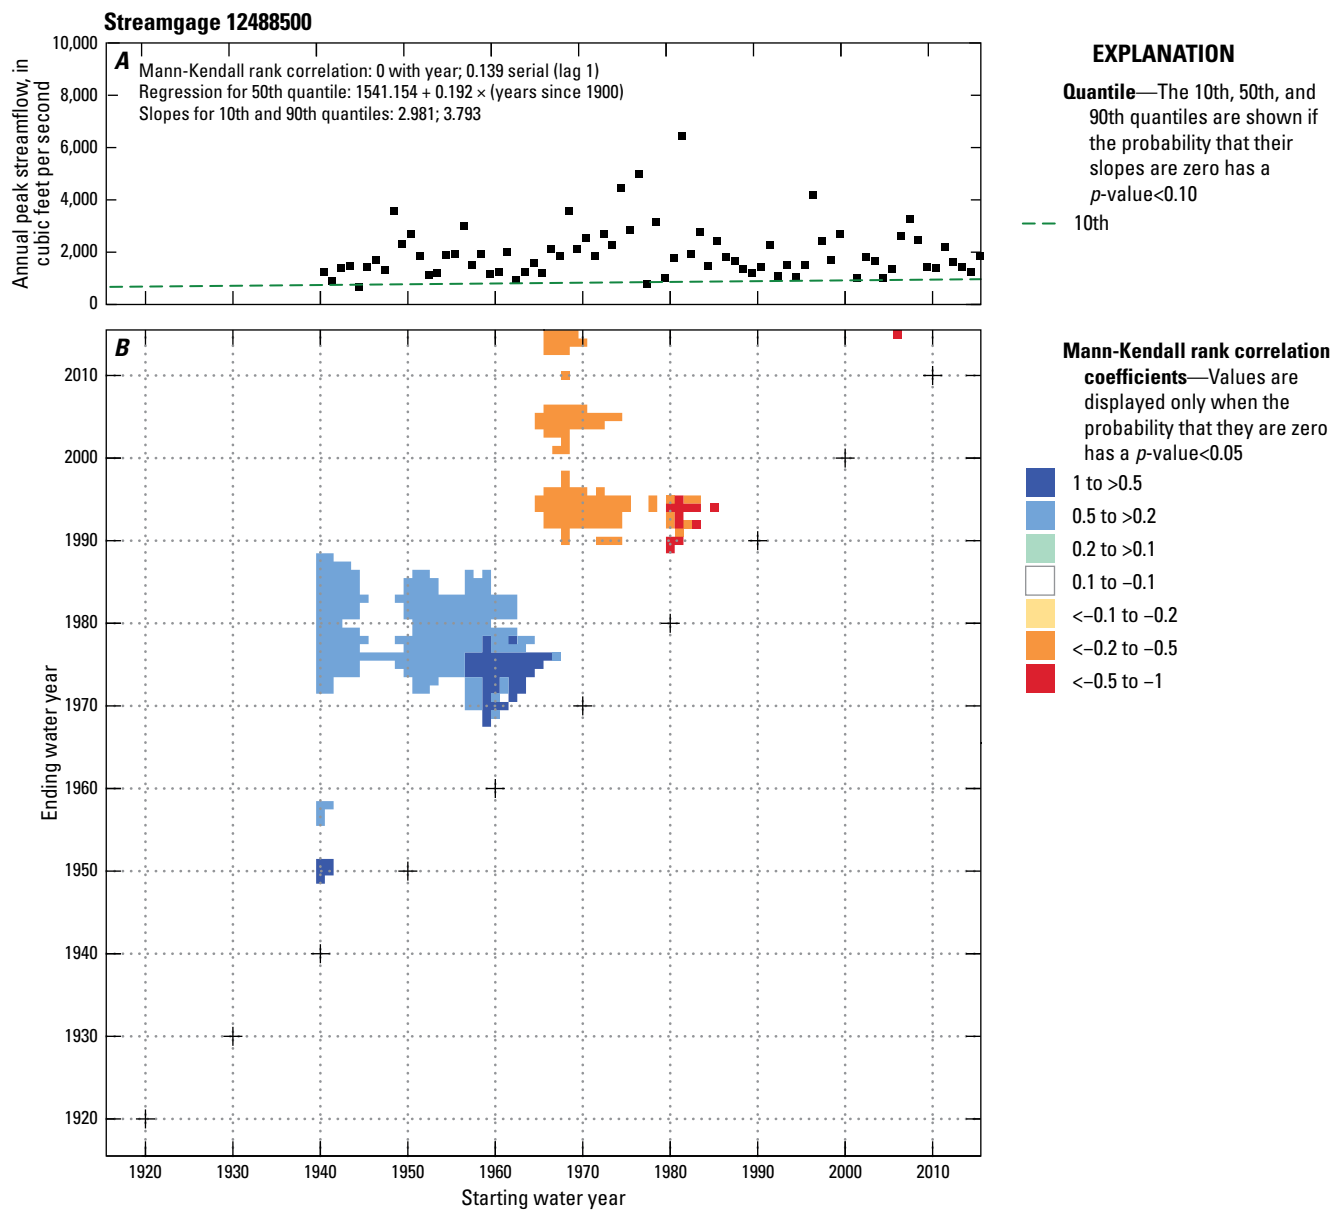 Streamgage 12488500
A
Mann-Kendall rank correlation: 0 with year; 0.139 serial (lag 1)
Regression for 50th quantile: 1541.154 + 0.192 × (years since 1900)
Slopes for 10th and 90th quantiles: 2.981; 3.793
Annual peak streamflow, in
cubic feet per second
10,000
8,000
6,000
4,000
2,000
0
EXPLANATION
Quantile—The 10th, 50th, and
90th quantiles are shown if
the probability that their
slopes are zero has a
p-value<0.10
10th
B
Ending water year
2010
2000
1990
1980
1970
1960
1950
1940
1930
1920
1920 1930 1940 1950 1960 1970 1980 1990 2000 2010
Starting water year
Mann-Kendall rank correlation
coefficients—Values are
displayed only when the
probability that they are zero
has a p-value<0.05
1 to >0.5
0.5 to >0.2
0.2 to >0.1
0.1 to −0.1
<−0.1 to −0.2
<−0.2 to −0.5
<−0.5 to −1